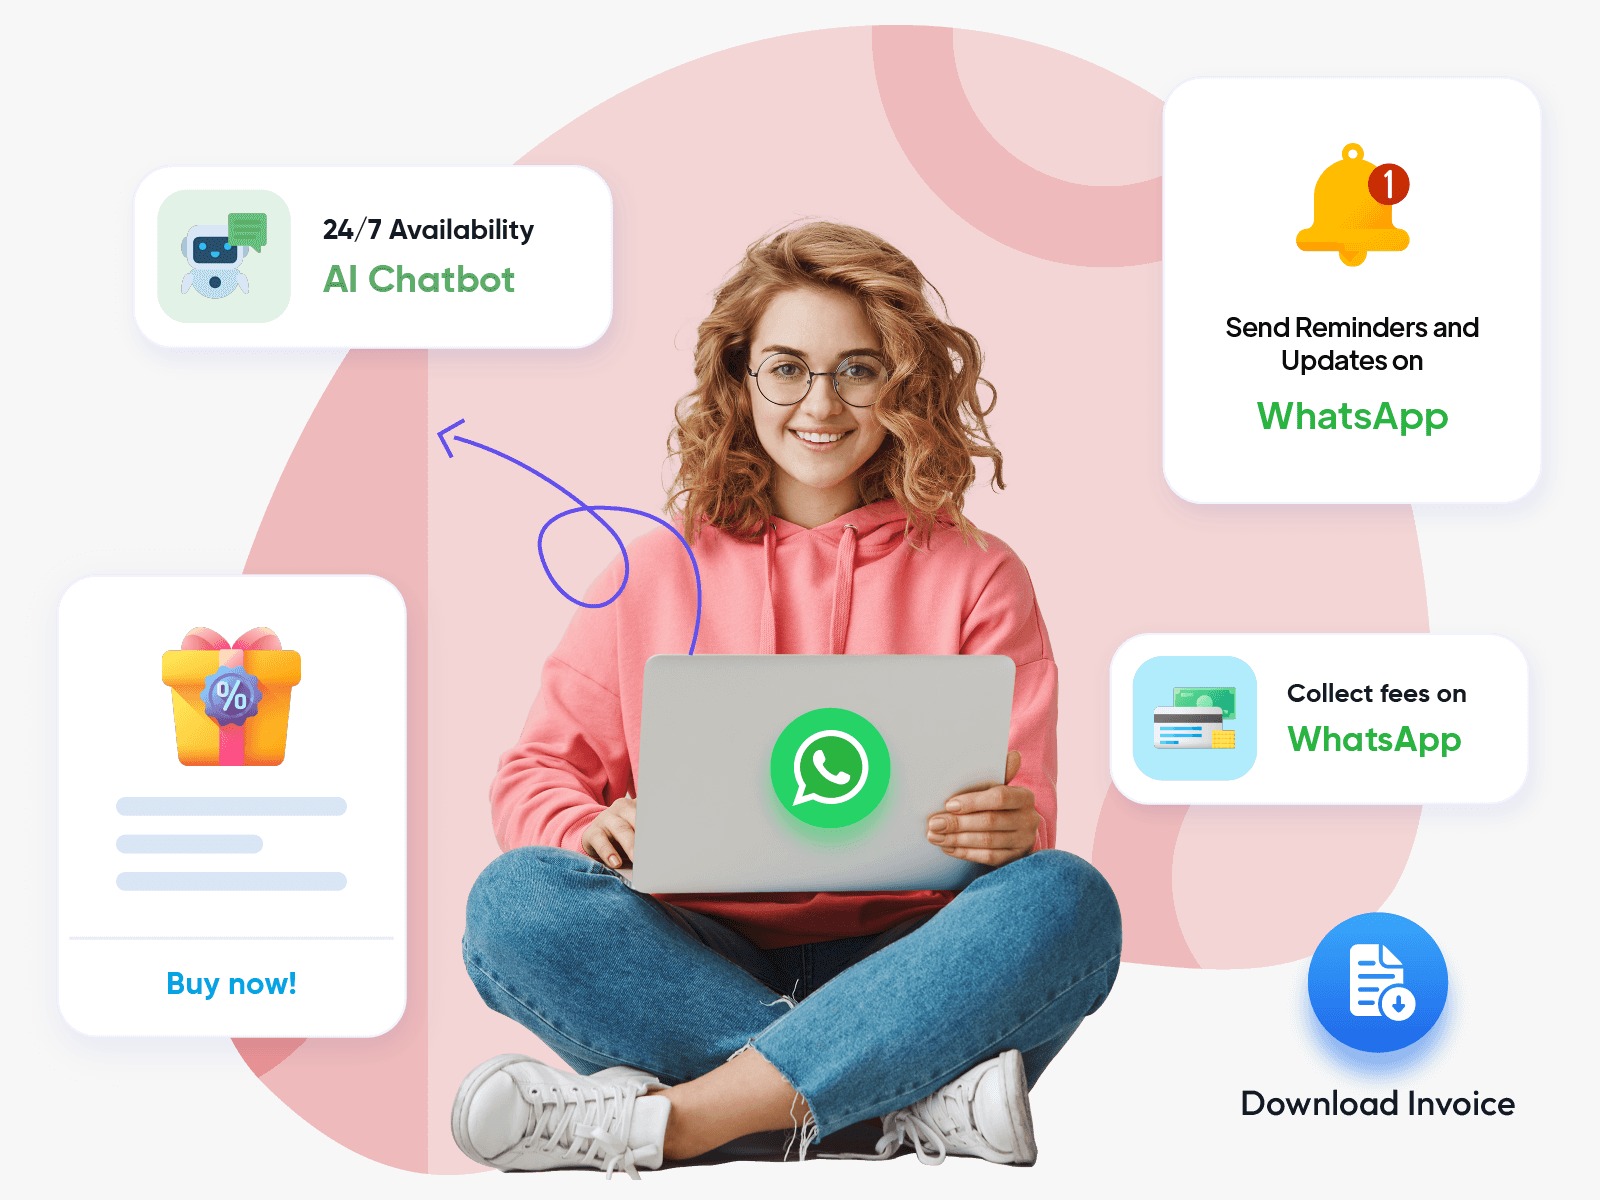 24/7 Availability
AI Chatbot
1
Send Reminders and
Updates on
WhatsApp
%
Buy now!
Collect fees on
WhatsApp
Download Invoice